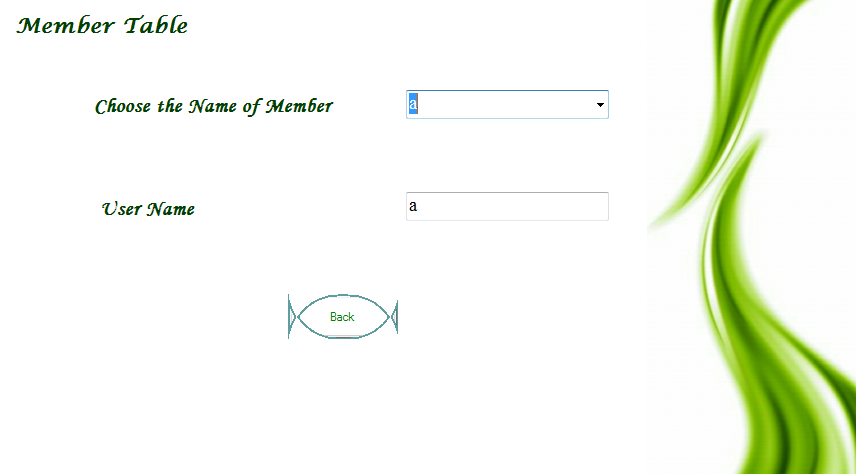 Member Table
Choose the Name of Member
a
User Name
a
Back